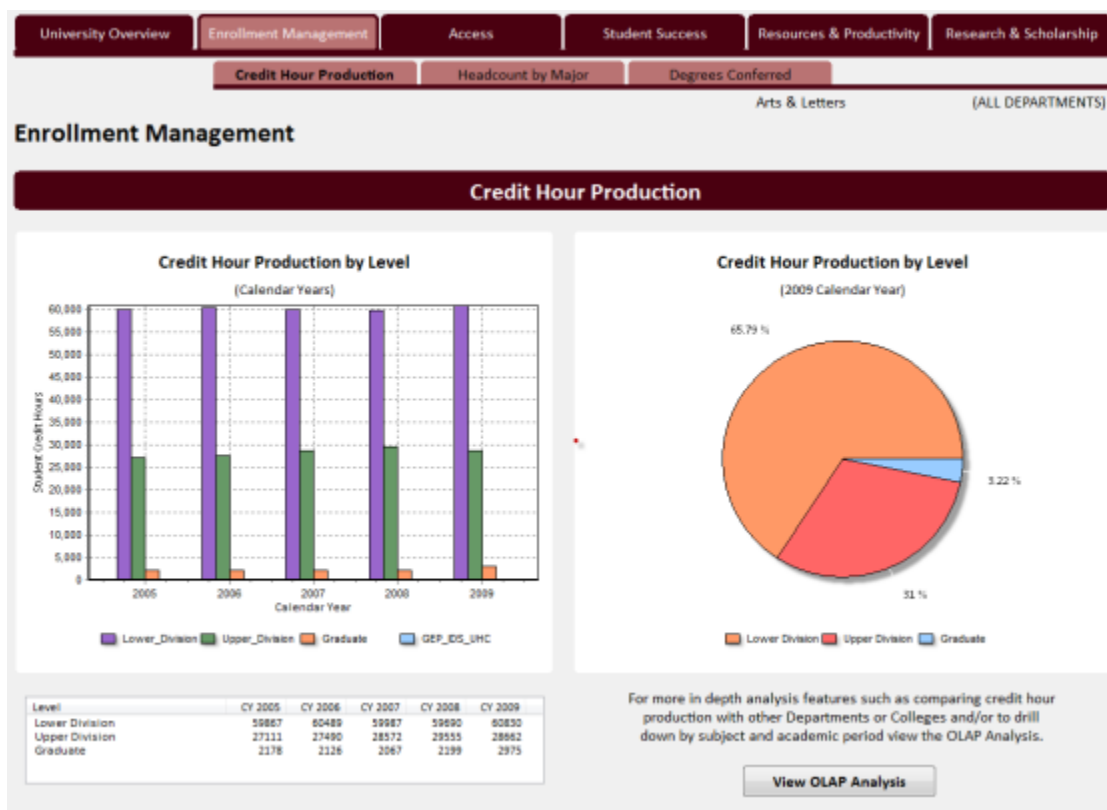 University Overview
Enrollment Management
Access
Student Success
Resources & Productivity
Research & Scholarship
Credit Hour Production
Headcount by Major
Degrees Conferred
Arts & Letters
(ALL DEPARTMENTS)
Enrollment Management
Credit Hour Production
Credit Hour Production by Level
(Calendar Years)
60,000
55,000
50,000
45,000
40,000
35,000
30,000
25,000
20,000
15,000
10,000
5,000
0
Student Credit Hours
2005 2006 2007 2008 2009
Calendar Year
Lower_Division Upper_Division Graduate GEP_IDS_UHC
Credit Hour Production by Level
(2009 Calendar Year)
65.79 %
3.22 %
31 %
Lower Division Upper Division Graduate
Level CY 2005 CY 2006 CY 2007 CY 2008 CY 2009
Lower Division 59867 60489 59987 59690 60830
Upper Division 27111 27490 28572 29555 28662
Graduate 2178 2126 2067 2199 2975
For more in depth analysis features such as comparing credit hour
production with other Departments or Colleges and/or to drill
down by subject and academic period view the OLAP Analysis.
View OLAP Analysis